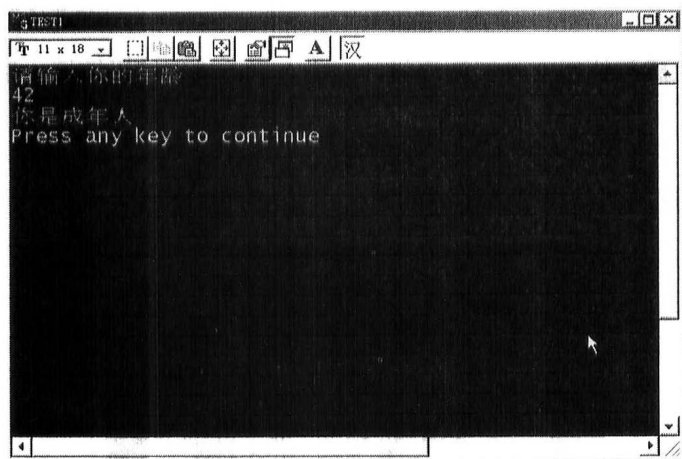 TEST1
11 x 18 A 汉
请输入你的年龄
42
你是成年人
Press any key to continue